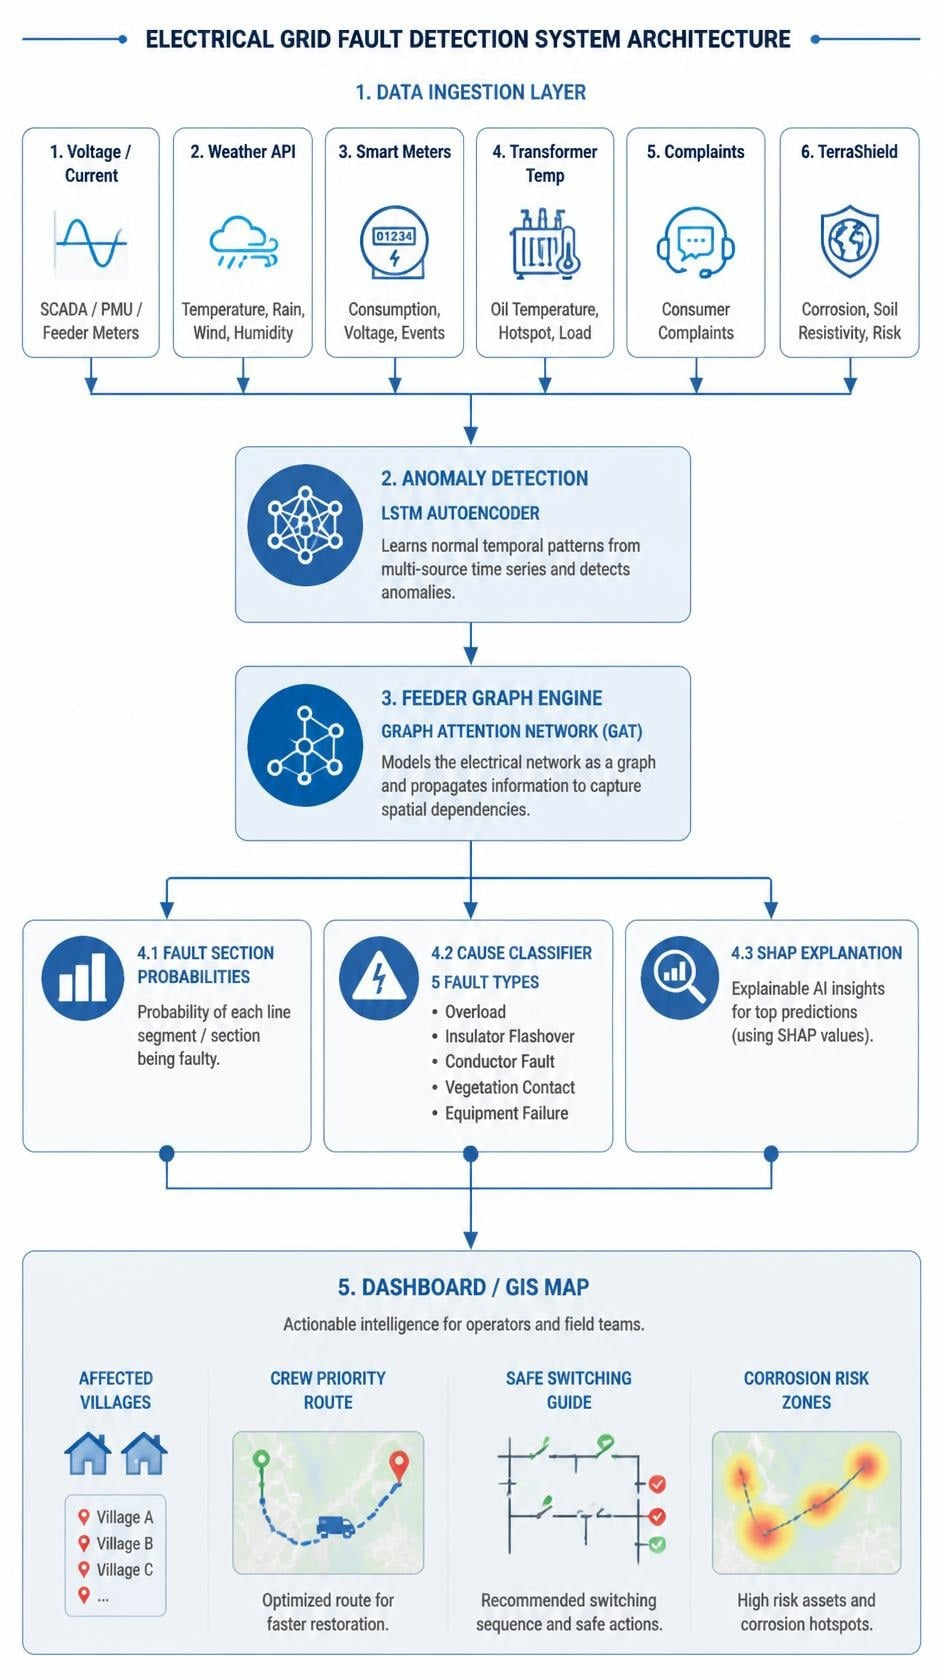 ELECTRICAL GRID FAULT DETECTION SYSTEM ARCHITECTURE
1. DATA INGESTION LAYER
1. Voltage /
Current
SCADA / PMU /
Feeder Meters
2. Weather API
Temperature, Rain,
Wind, Humidity
3. Smart Meters
01234
Consumption,
Voltage, Events
4. Transformer
Temp
Oil Temperature,
Hotspot, Load
5. Complaints
Consumer
Complaints
6. TerraShield
Corrosion, Soil
Resistivity, Risk
2. ANOMALY DETECTION
LSTM AUTOENCODER
Learns normal temporal patterns from
multi-source time series and detects
anomalies.
3. FEEDER GRAPH ENGINE
GRAPH ATTENTION NETWORK (GAT)
Models the electrical network as a graph
and propagates information to capture
spatial dependencies.
4.1 FAULT SECTION
PROBABILITIES
Probability of each line
segment / section
being faulty.
4.2 CAUSE CLASSIFIER
5 FAULT TYPES
• Overload
• Insulator Flashover
• Conductor Fault
• Vegetation Contact
• Equipment Failure
4.3 SHAP EXPLANATION
Explainable AI insights
for top predictions
(using SHAP values).
5. DASHBOARD / GIS MAP
Actionable intelligence for operators and field teams.
AFFECTED
VILLAGES
Village A
Village B
Village C
...
CREW PRIORITY
ROUTE
Optimized route for
faster restoration.
SAFE SWITCHING
GUIDE
Recommended switching
sequence and safe actions.
CORROSION RISK
ZONES
High risk assets and
corrosion hotspots.